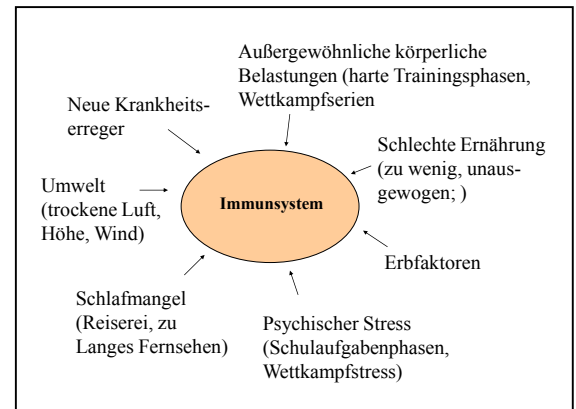 Außergewöhnliche körperliche
Belastungen (harte Trainingsphasen,
Wettkampfserien
Neue Krankheits-
erreger
Schlechte Ernährung
(zu wenig, unaus-
gewogen; )
Umwelt
(trockene Luft,
Höhe, Wind)
Immunsystem
Erbfaktoren
Schlafmangel
(Reiserei, zu
Langes Fernsehen)
Psychischer Stress
(Schulaufgabenphasen,
Wettkampfstress)